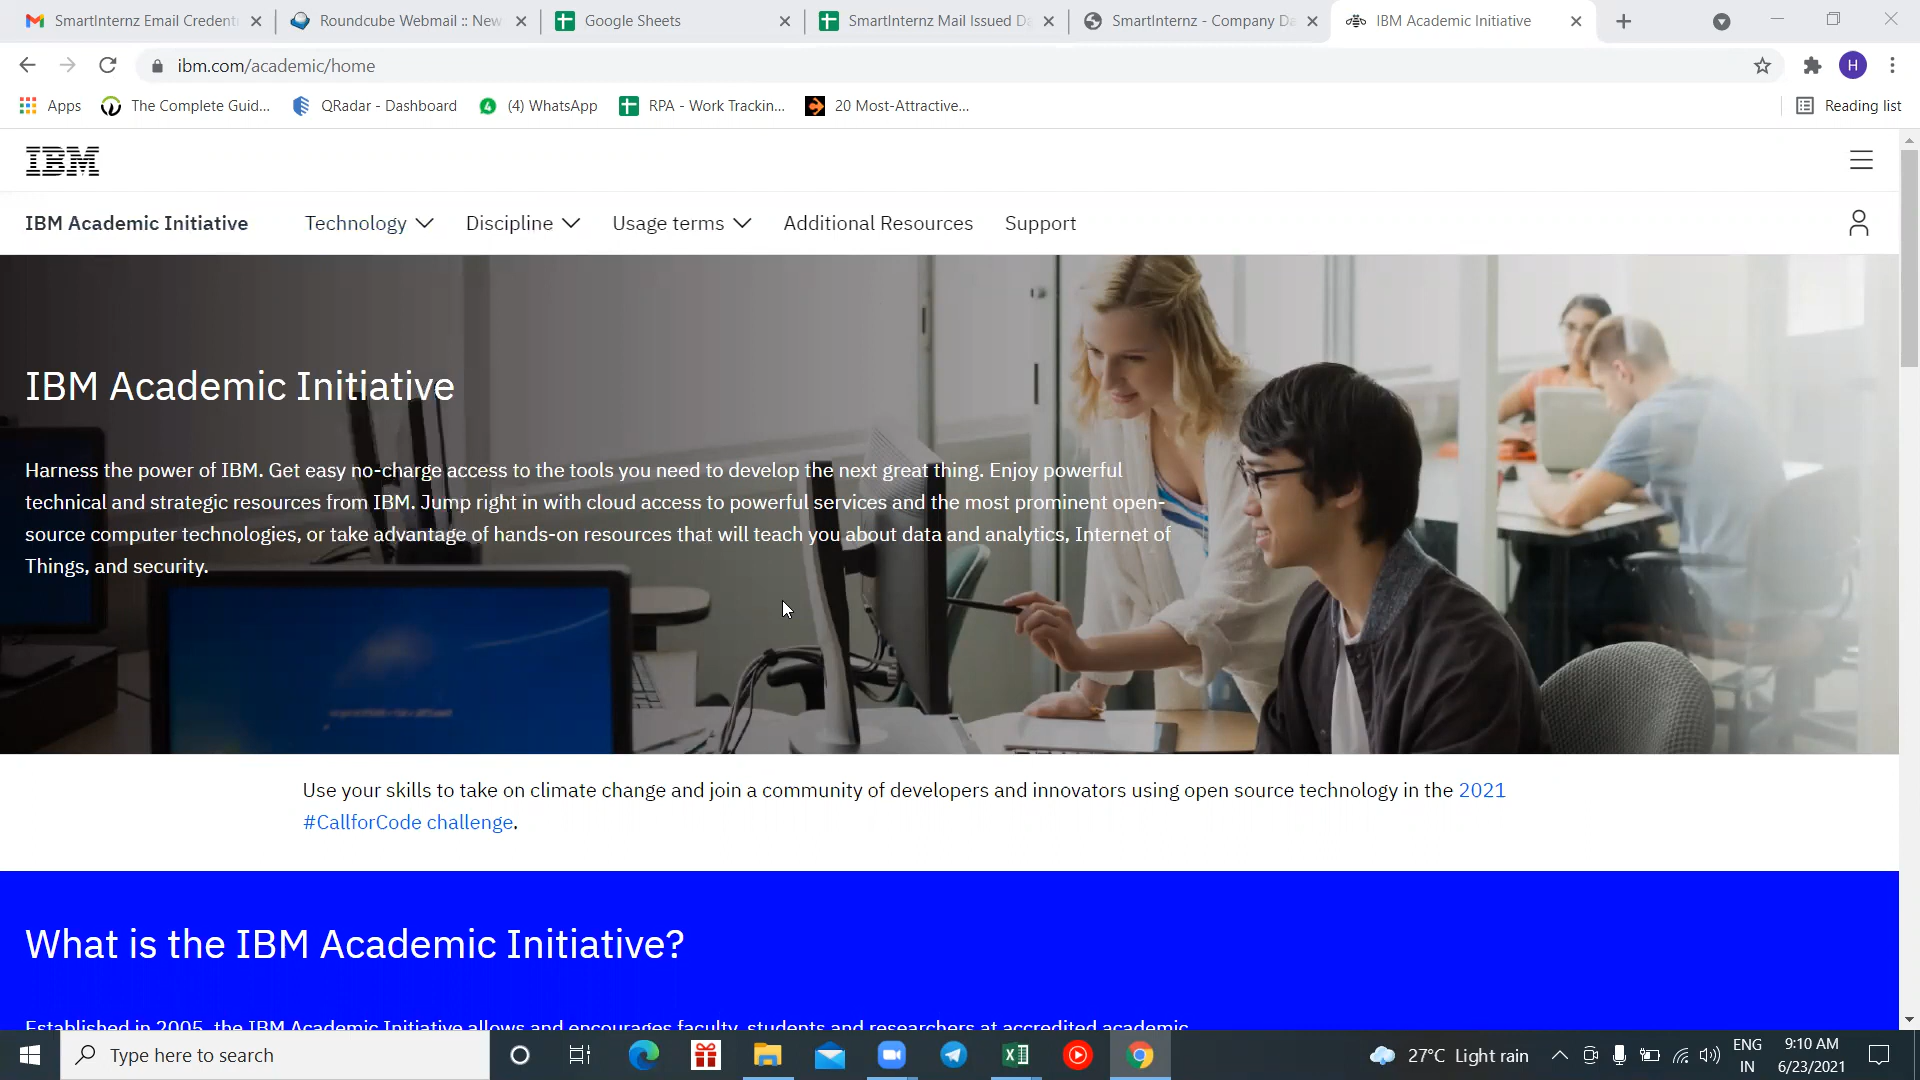 SmartInternz Email Credent
Roundcube Webmail :: New
Google Sheets
SmartInternz Mail Issued Da
SmartInternz - Company Da
IBM Academic Initiative
ibm.com/academic/home
H
Apps
The Complete Guid...
QRadar - Dashboard
(4) WhatsApp
RPA - Work Trackin...
20 Most-Attractive...
Reading list
IBM
IBM Academic Initiative
Technology
Discipline
Usage terms
Additional Resources
Support
IBM Academic Initiative
Harness the power of IBM. Get easy no-charge access to the tools you need to develop the next great thing. Enjoy powerful
technical and strategic resources from IBM. Jump right in with cloud access to powerful services and the most prominent open-
source computer technologies, or take advantage of hands-on resources that will teach you about data and analytics, Internet of
Things, and security.
Use your skills to take on climate change and join a community of developers and innovators using open source technology in the 2021
#CallforCode challenge.
What is the IBM Academic Initiative?
Established in 2005, the IBM Academic Initiative allows and encourages faculty, students and researchers at accredited academic
Type here to search
27°C Light rain
ENG
IN
9:10 AM
6/23/2021